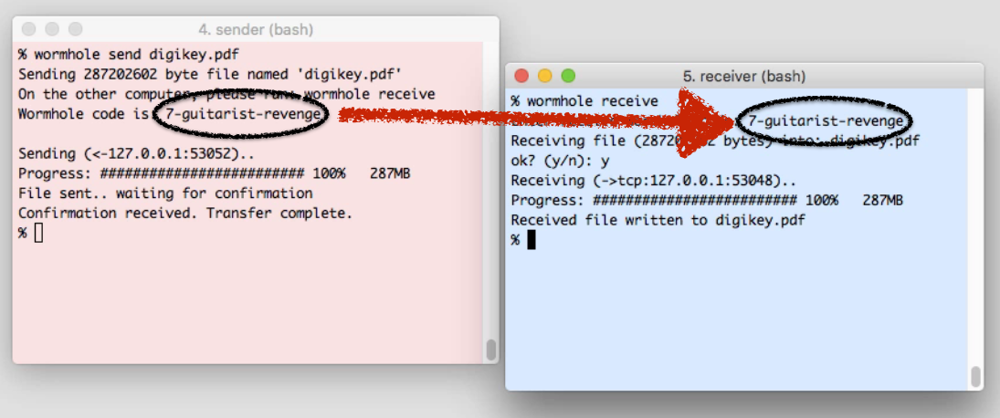 4. sender (bash)
% wormhole send digikey.pdf
Sending 287202602 byte file named 'digikey.pdf'
On the other computer, please run: wormhole receive
Wormhole code is: 7-guitarist-revenge
Sending (<-127.0.0.1:53052)..
Progress: ######################### 100% 287MB
File sent.. waiting for confirmation
Confirmation received. Transfer complete.
%
5. receiver (bash)
% wormhole receive
7-guitarist-revenge
Receiving file (287202602 bytes) into: digikey.pdf
ok? (y/n): y
Receiving (->tcp:127.0.0.1:53048)..
Progress: ######################### 100% 287MB
Received file written to digikey.pdf
%